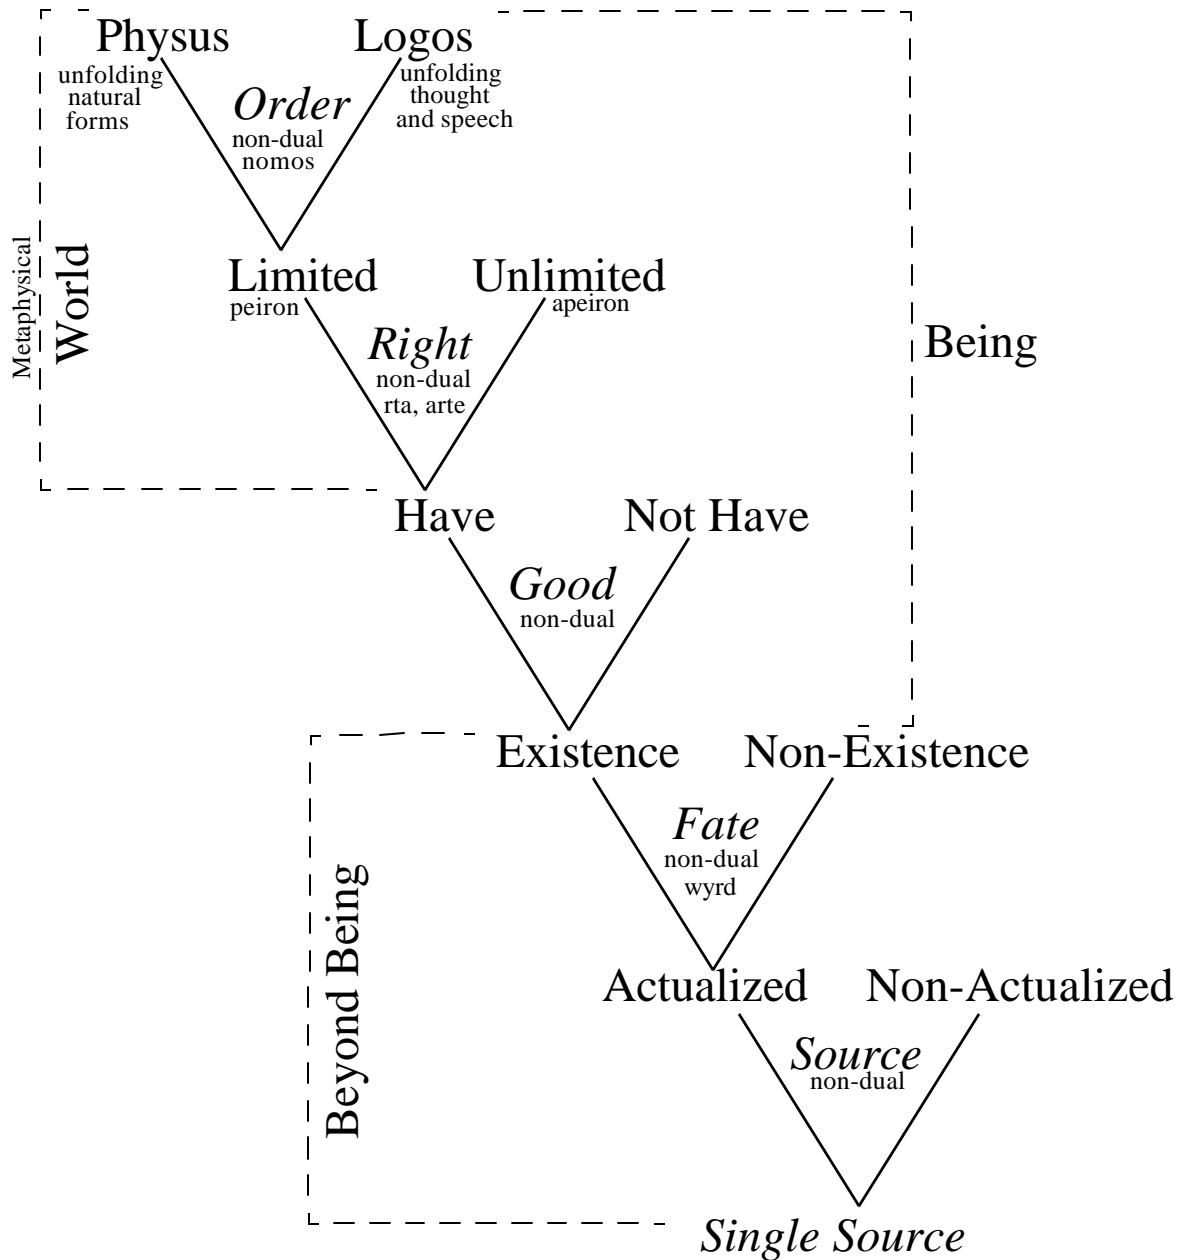 Physus
Logos
unfolding
natural
forms
unfolding
thought
and speech
Order
non-dual
nomos
Metaphysical
World
Limited
peiron
Unlimited
apeiron
Right
non-dual
rta, arte
Being
Have
Not Have
Good
non-dual
Existence
Non-Existence
Fate
non-dual
wyrd
Beyond Being
Actualized
Non-Actualized
Source
non-dual
Single Source